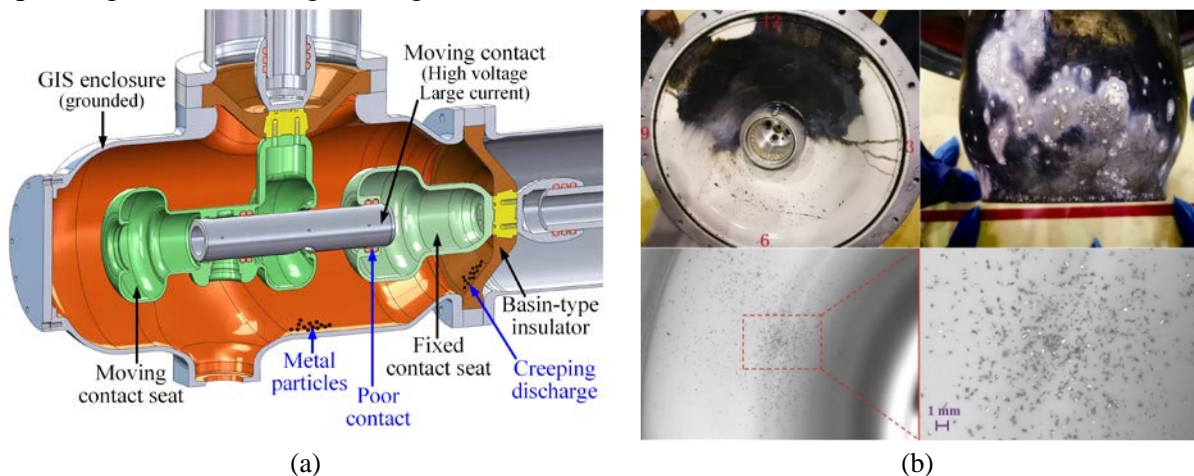 Moving contact
(High voltage
Large current)
GIS enclosure
(grounded)
Basin-type
insulator
Moving
contact seat
Metal
particles
Poor
contact
Fixed
contact seat
Creeping
discharge
(a)
12
9
3
6
1 mm
(b)